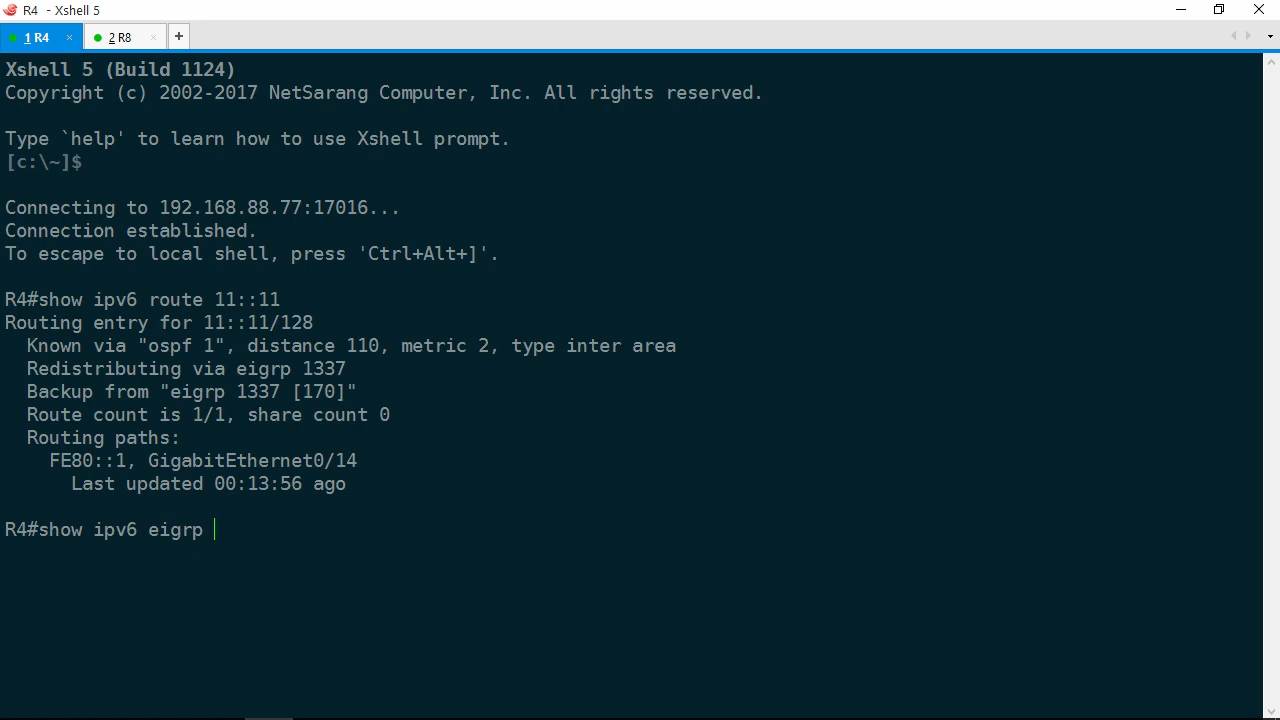 R4 - Xshell 5
1 R4 × 2 R8 × +
Xshell 5 (Build 1124)
Copyright (c) 2002-2017 NetSarang Computer, Inc. All rights reserved.
Type `help' to learn how to use Xshell prompt.
[c:\~]$
Connecting to 192.168.88.77:17016...
Connection established.
To escape to local shell, press 'Ctrl+Alt+]'.
R4#show ipv6 route 11::11
Routing entry for 11::11/128
  Known via "ospf 1", distance 110, metric 2, type inter area
  Redistributing via eigrp 1337
  Backup from "eigrp 1337 [170]"
  Route count is 1/1, share count 0
  Routing paths:
    FE80::1, GigabitEthernet0/14
      Last updated 00:13:56 ago
R4#show ipv6 eigrp